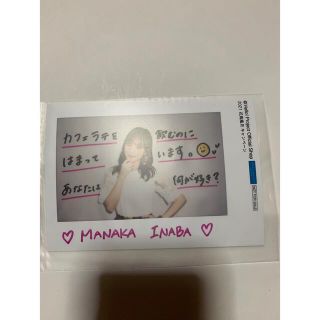 カフェラテを 飲むのに
はまって います。
あなたは 何が好き?
♡ MANAKA INABA ♡